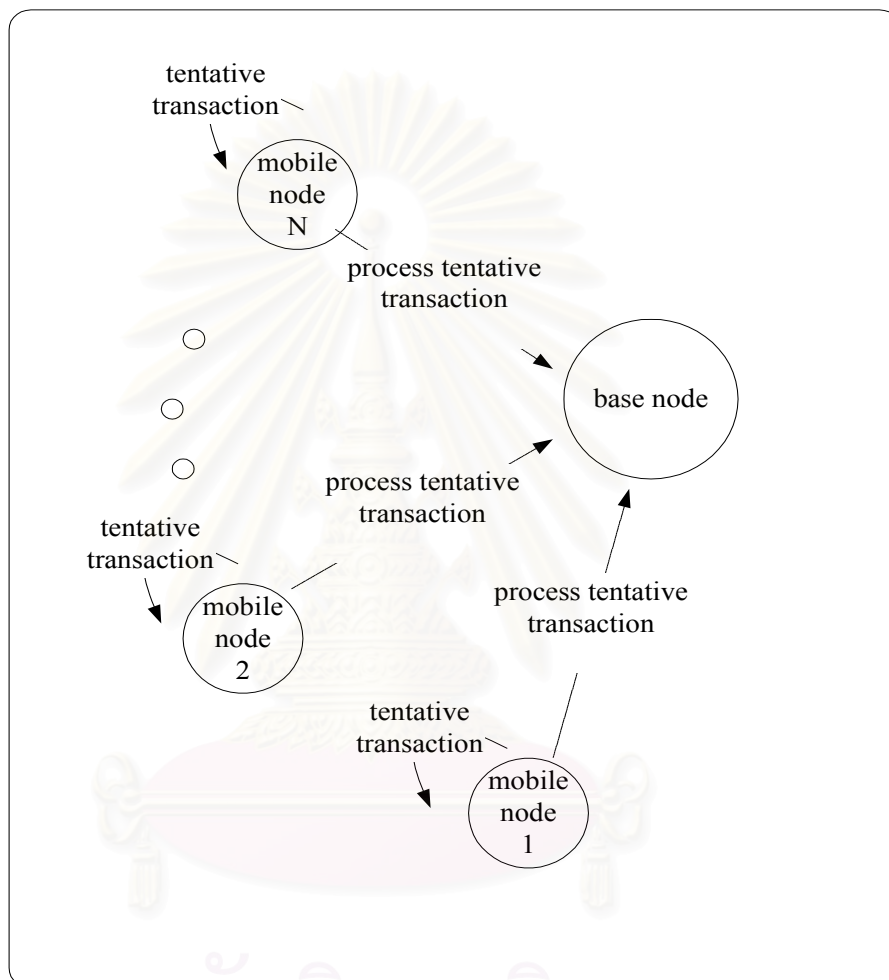 tentative
transaction
mobile
node
N
process tentative
transaction
base node
process tentative
transaction
tentative
transaction
mobile
node
2
process tentative
transaction
tentative
transaction
mobile
node
1